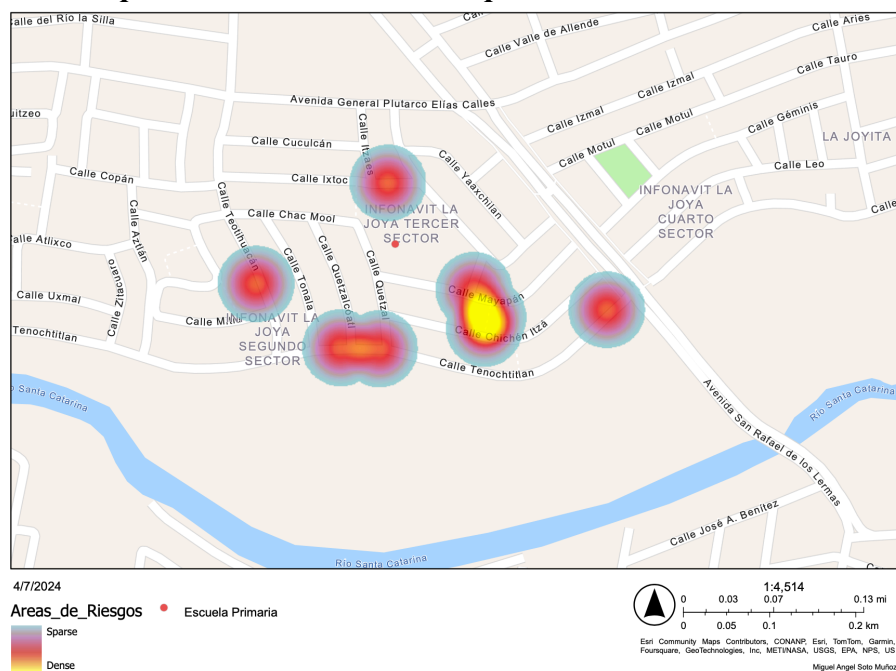 alle del Río la Silla
Calle Aries
Calle Valle de Allende
Calle Tauro
Calle Izmal
Avenida General Plutarco Elías Calles
Calle Izmal
uitzeo
Calle Itzaes
Calle Motul
Calle Géminis
LA JOYITA
Calle Cuculcán
Calle Motul
Calle Yaaxchilan
Calle Leo
Calle Copán
Calle Ixtoc
INFONAVIT LA
JOYA
CUARTO
SECTOR
INFONAVIT LA
JOYA TERCER
SECTOR
Calle Teotihuacán
Calle Aztlán
Calle Chac Mool
Calle
alle Atlixco
Calle Zitacuaro
Calle Tonala
Calle Quetzalcóatl
Calle Quetzal
Calle Uxmal
Calle Mayapán
Calle Mitla
INFONAVIT LA
JOYA
SEGUNDO
SECTOR
Calle Chichén Itzá
Tenochtitlan
Calle Tenochtitlan
o Santa Catarina
Río Santa Catarina
Avenida San Rafael de los Lermas
Calle José A. Benítez
Río Santa Catarina
4/7/2024
Areas_de_Riesgos
Escuela Primaria
Sparse
Dense
1:4,514
0 0.03 0.07 0.13 mi
0 0.05 0.1 0.2 km
Esri Community Maps Contributors, CONANP, Esri, TomTom, Garmin,
Foursquare, GeoTechnologies, Inc, METI/NASA, USGS, EPA, NPS, US
Miguel Angel Soto Muñoz